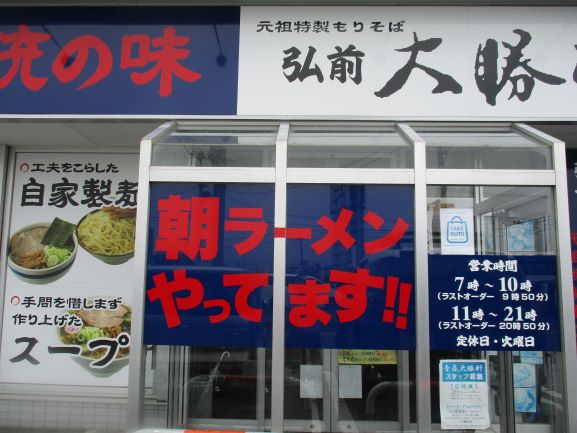 統の味
元祖特製もりそば
弘前 大勝
工夫をこらした
自家製麺
手間を惜しまず
作り上げた
スープ
朝ラーメン
やってます!!
TAKE
OUT!
営業時間
7時～10時
(ラストオーダー 9時50分)
11時～21時
(ラストオーダー 20時50分)
定休日・火曜日
青森大勝軒
スタッフ募集